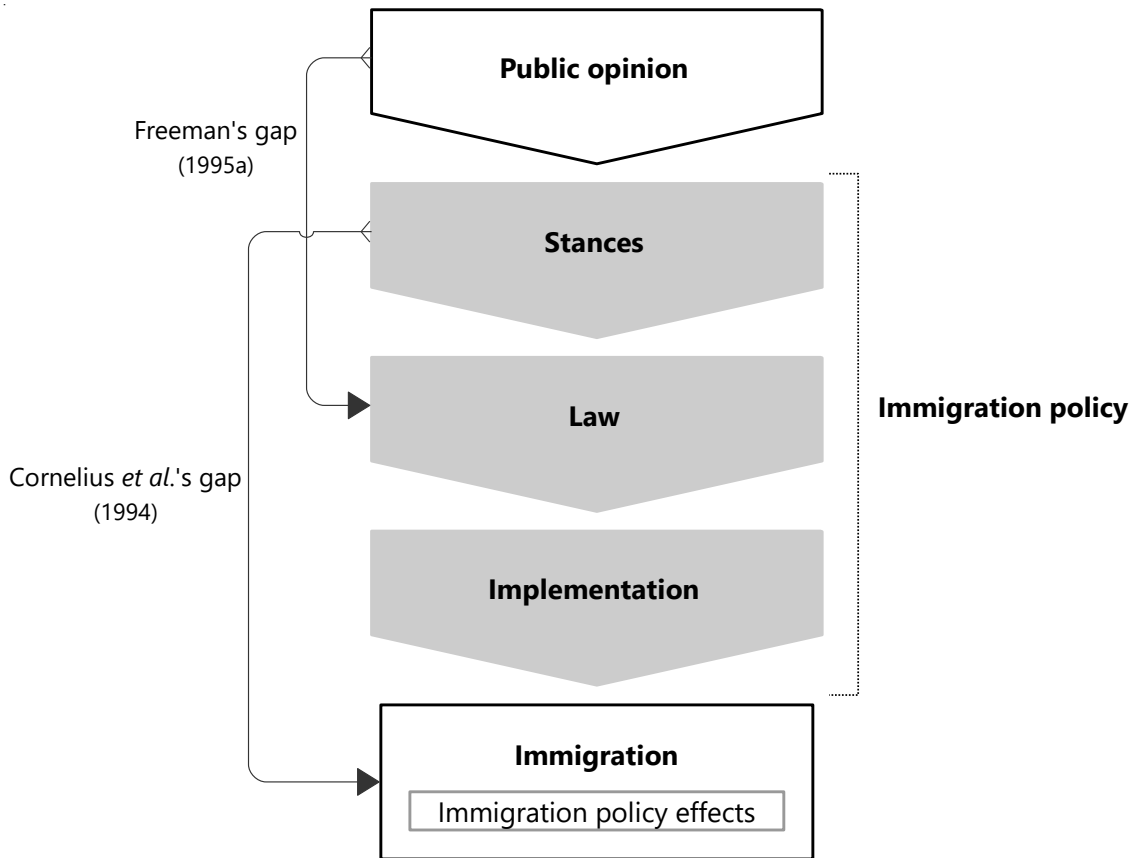 Public opinion
Freeman's gap
(1995a)
Stances
Law
Immigration policy
Cornelius et al.'s gap
(1994)
Implementation
Immigration
Immigration policy effects